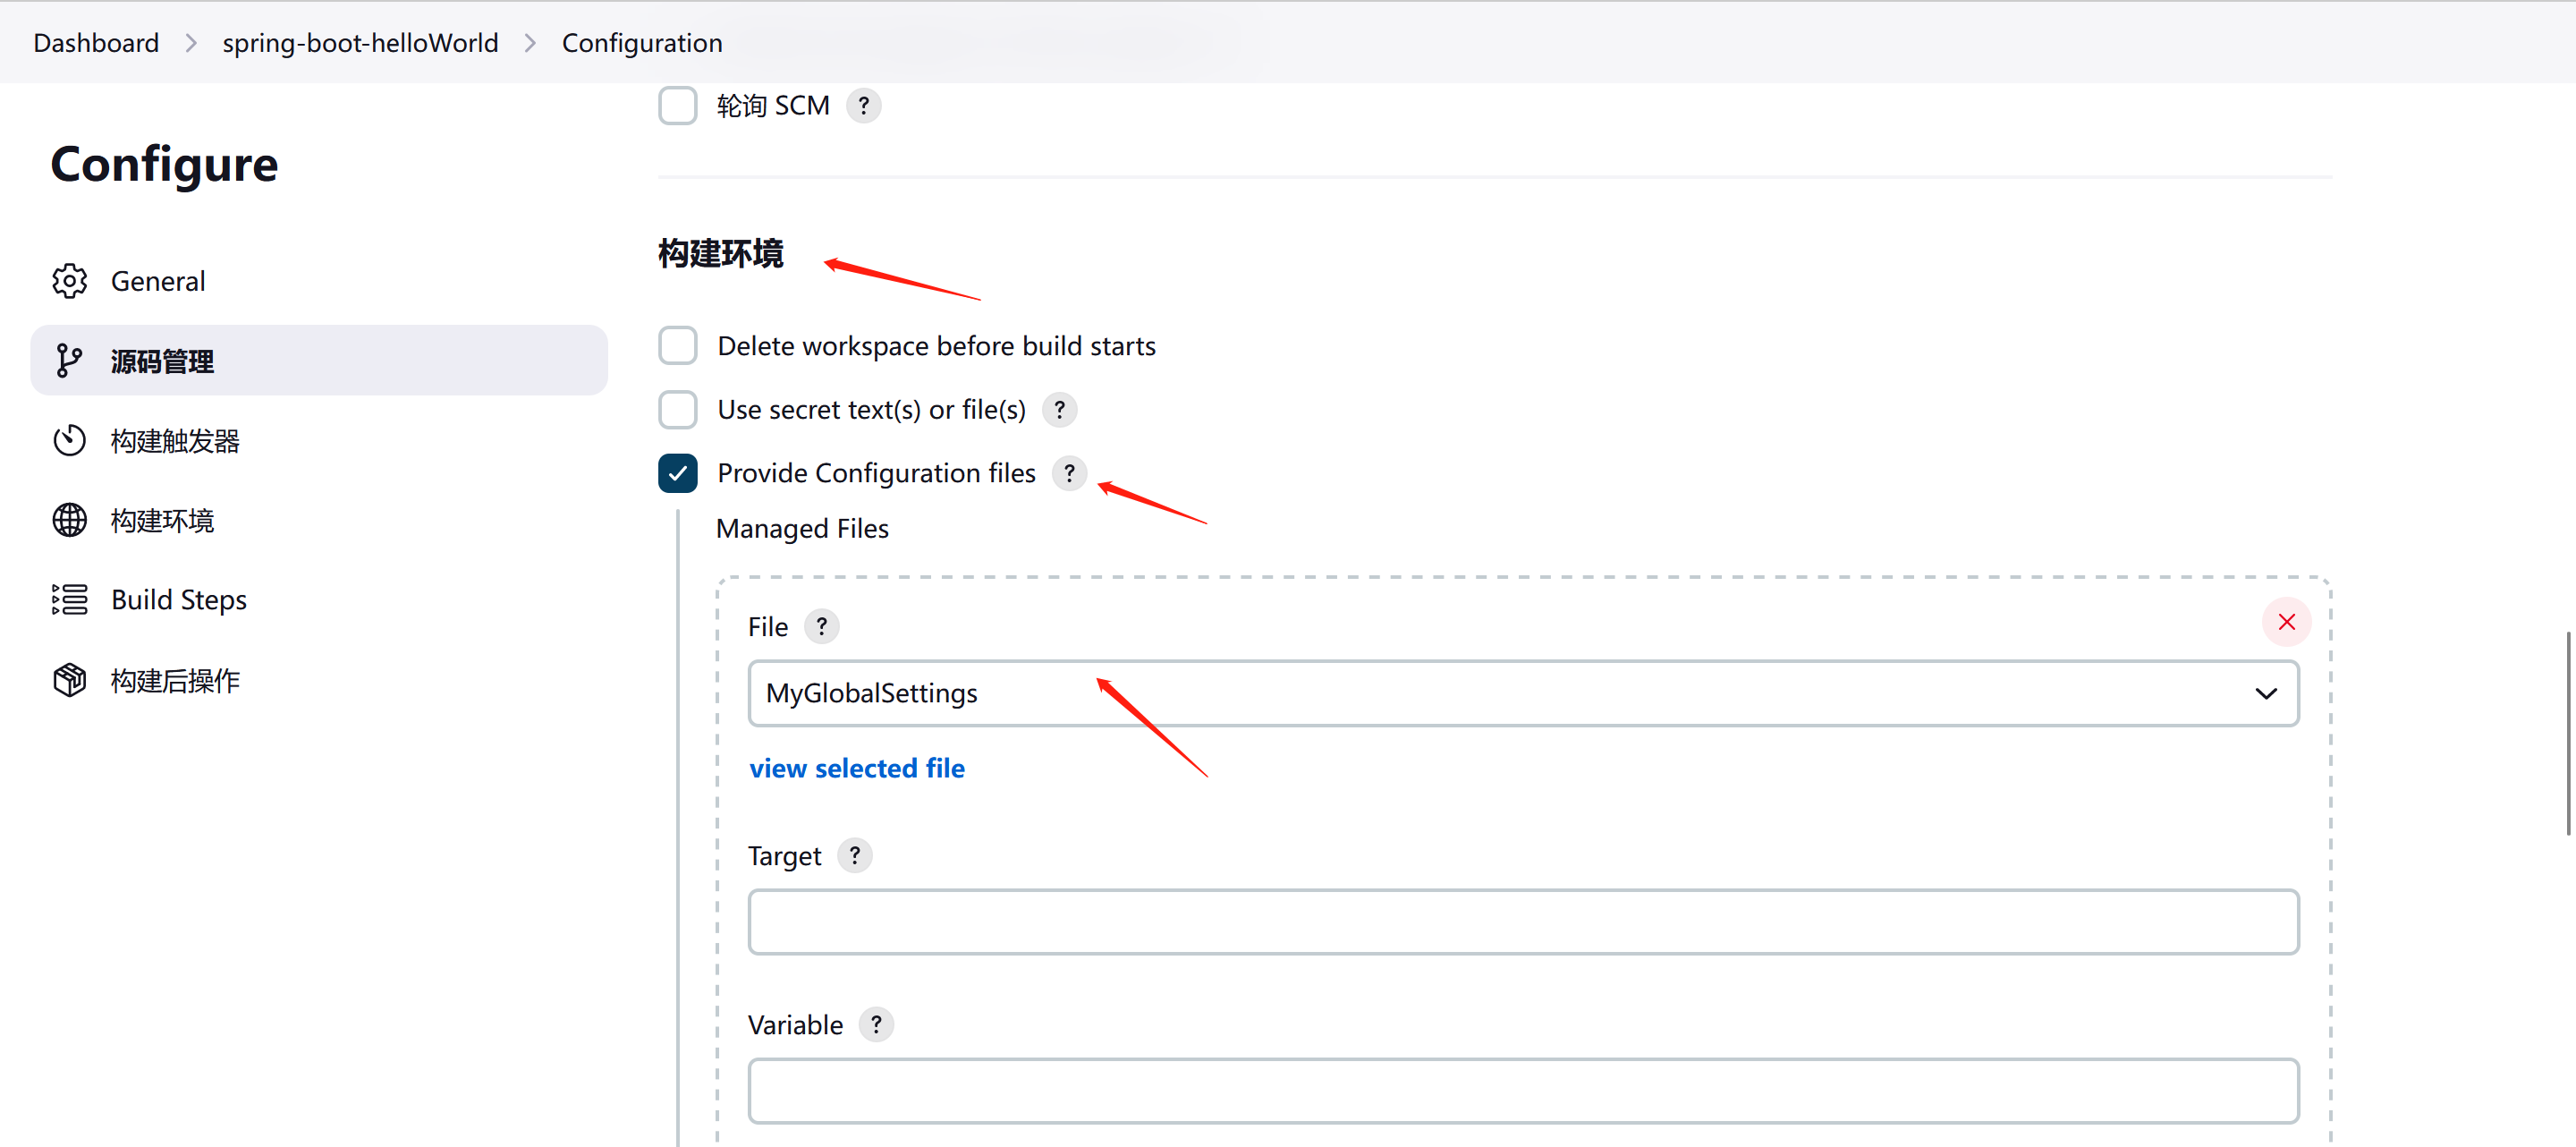 Dashboard > spring-boot-helloWorld > Configuration
Configure
General
源码管理
构建触发器
构建环境
Build Steps
构建后操作
轮询 SCM ?
构建环境
Delete workspace before build starts
Use secret text(s) or file(s) ?
Provide Configuration files ?
Managed Files
File ?
MyGlobalSettings
view selected file
Target ?
Variable ?